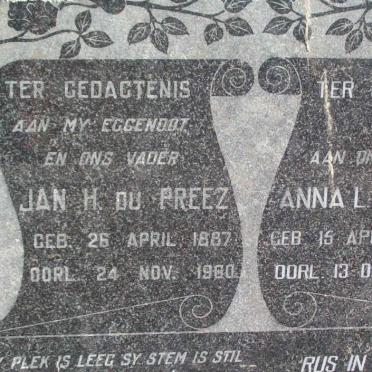 TER GEDAGTENIS
AAN MY EGGENOOT
EN ONS VADER
JAN H. DU PREEZ
GEB. 26 APRIL 1887
OORL. 24 NOV. 1960
PLEK IS LEEG SY STEM IS STIL
TER
AAN
ANNA L.
GEB 15
OORL. 13
RUS IN